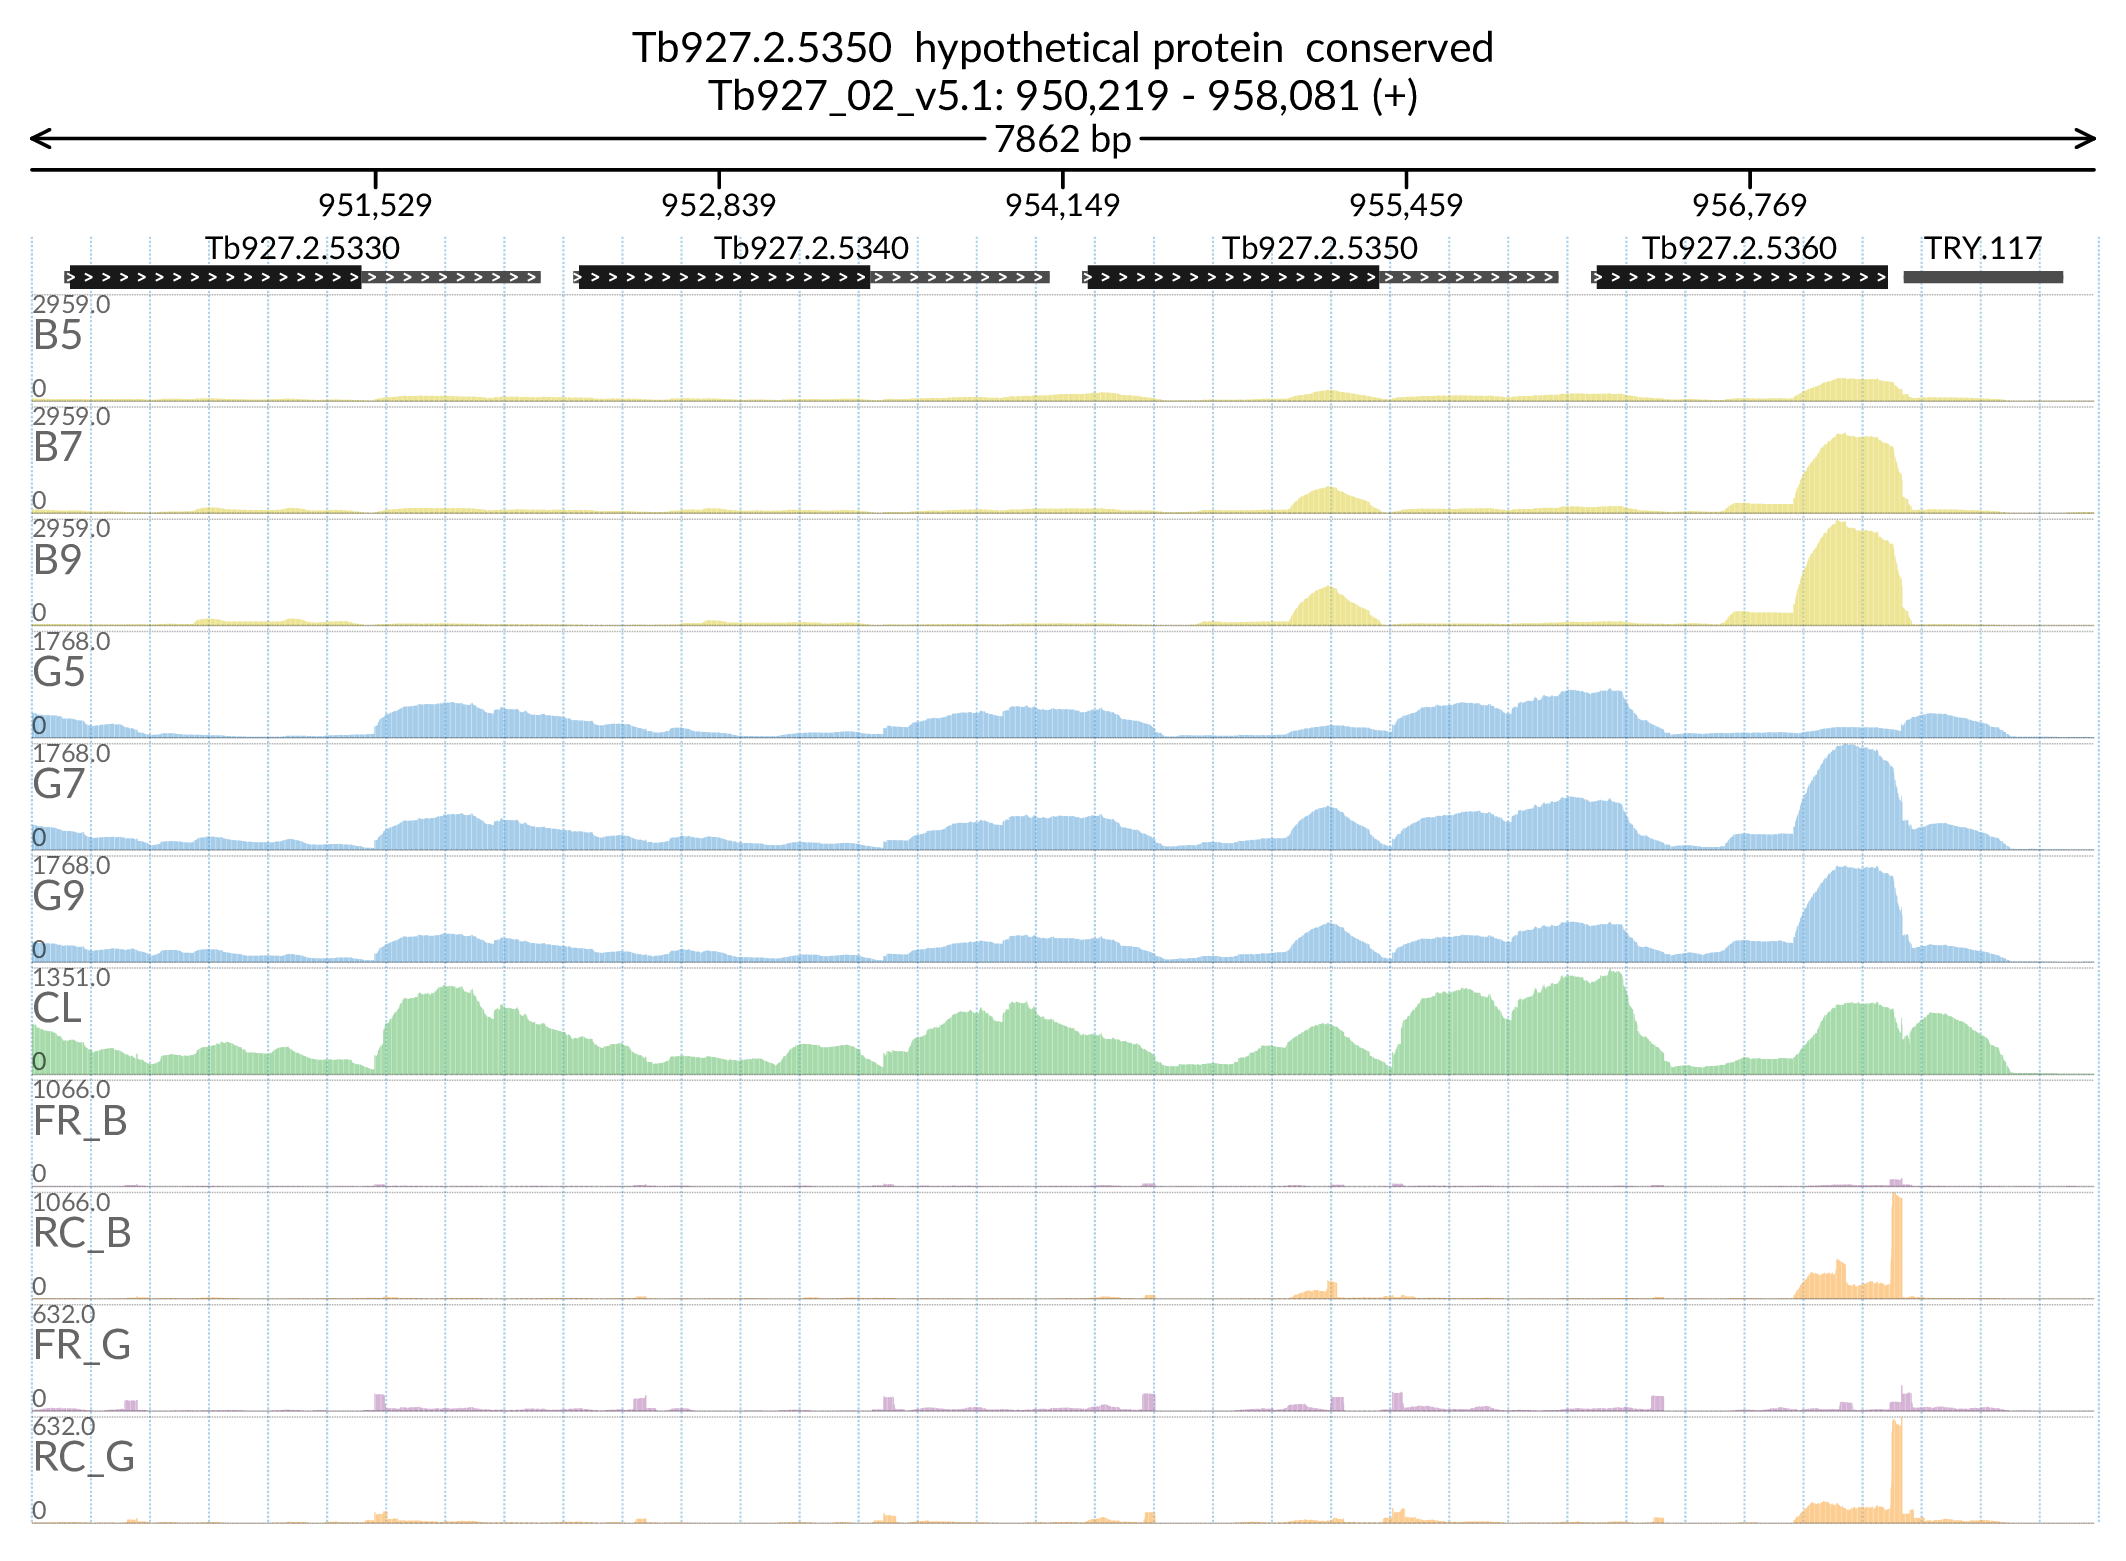 Tb927.2.5350 hypothetical protein conserved
Tb927_02_v5.1: 950,219 - 958,081 (+)
7862 bp
951,529 952,839 954,149 955,459 956,769
Tb927.2.5330 Tb927.2.5340 Tb927.2.5350 Tb927.2.5360 TRY.117
2959.0
B5
0
2959.0
B7
0
2959.0
B9
0
1768.0
G5
0
1768.0
G7
0
1768.0
G9
0
1351.0
CL
0
1066.0
FR_B
0
1066.0
RC_B
0
632.0
FR_G
0
632.0
RC_G
0